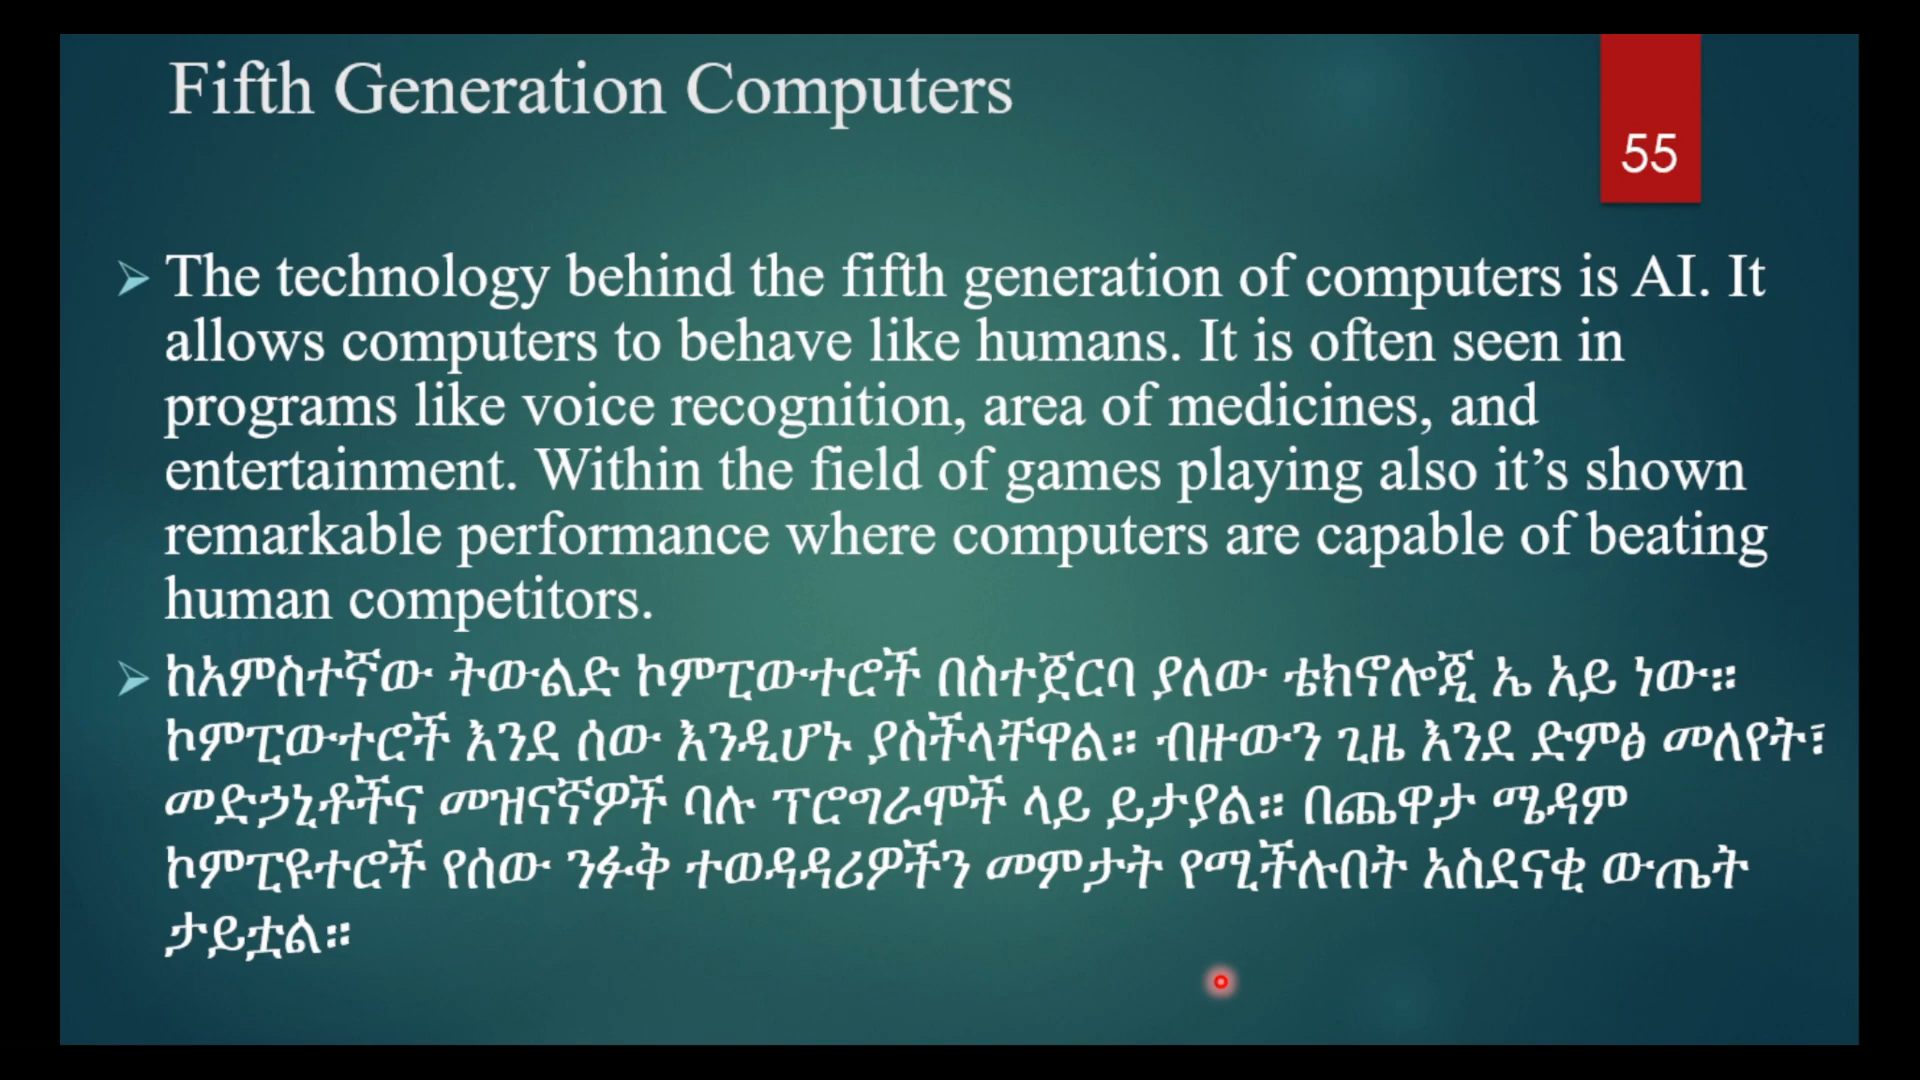 Fifth Generation Computers
55
The technology behind the fifth generation of computers is AI. It
allows computers to behave like humans. It is often seen in
programs like voice recognition, area of medicines, and
entertainment. Within the field of games playing also it’s shown
remarkable performance where computers are capable of beating
human competitors.
ከአምስተኛው ትውልድ ኮምፒውተሮች በስተጀርባ ያለው ቴክኖሎጂ ኤ አይ ነው።
ኮምፒውተሮች እንደ ሰው እንዲሆኑ ያስችላቸዋል። ብዙውን ጊዜ እንደ ድምፅ መለየት፣
መድኃኒቶችና መዝናኛዎች ባሉ ፕሮግራሞች ላይ ይታያል። በጨዋታ ሜዳም
ኮምፒዩተሮች የሰው ንፉቅ ተወዳዳሪዎችን መምታት የሚችሉበት አስደናቂ ውጤት
ታይቷል።